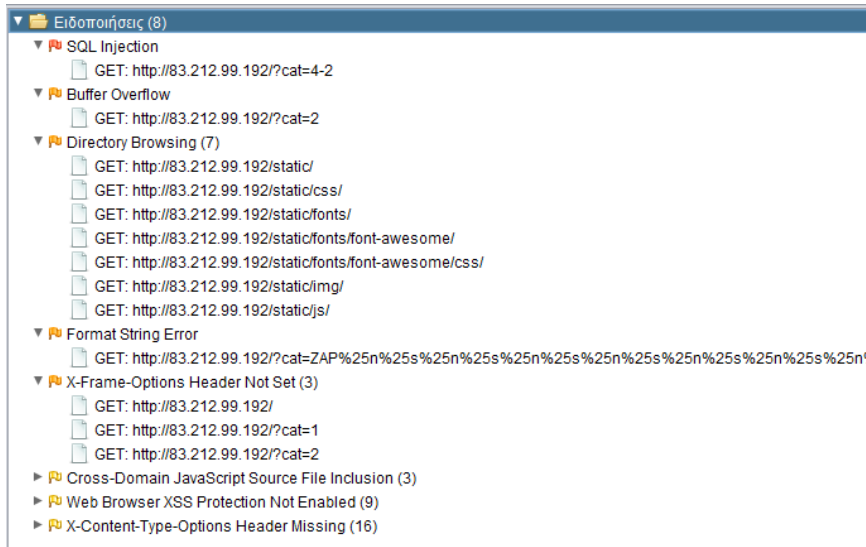 Ειδοποιήσεις (8)
SQL Injection
GET: http://83.212.99.192/?cat=4-2
Buffer Overflow
GET: http://83.212.99.192/?cat=2
Directory Browsing (7)
GET: http://83.212.99.192/static/
GET: http://83.212.99.192/static/css/
GET: http://83.212.99.192/static/fonts/
GET: http://83.212.99.192/static/fonts/font-awesome/
GET: http://83.212.99.192/static/fonts/font-awesome/css/
GET: http://83.212.99.192/static/img/
GET: http://83.212.99.192/static/js/
Format String Error
GET: http://83.212.99.192/?cat=ZAP%25n%25s%25n%25s%25n%25s%25n%25s%25n%25s%25n%25s%25n%
X-Frame-Options Header Not Set (3)
GET: http://83.212.99.192/
GET: http://83.212.99.192/?cat=1
GET: http://83.212.99.192/?cat=2
Cross-Domain JavaScript Source File Inclusion (3)
Web Browser XSS Protection Not Enabled (9)
X-Content-Type-Options Header Missing (16)